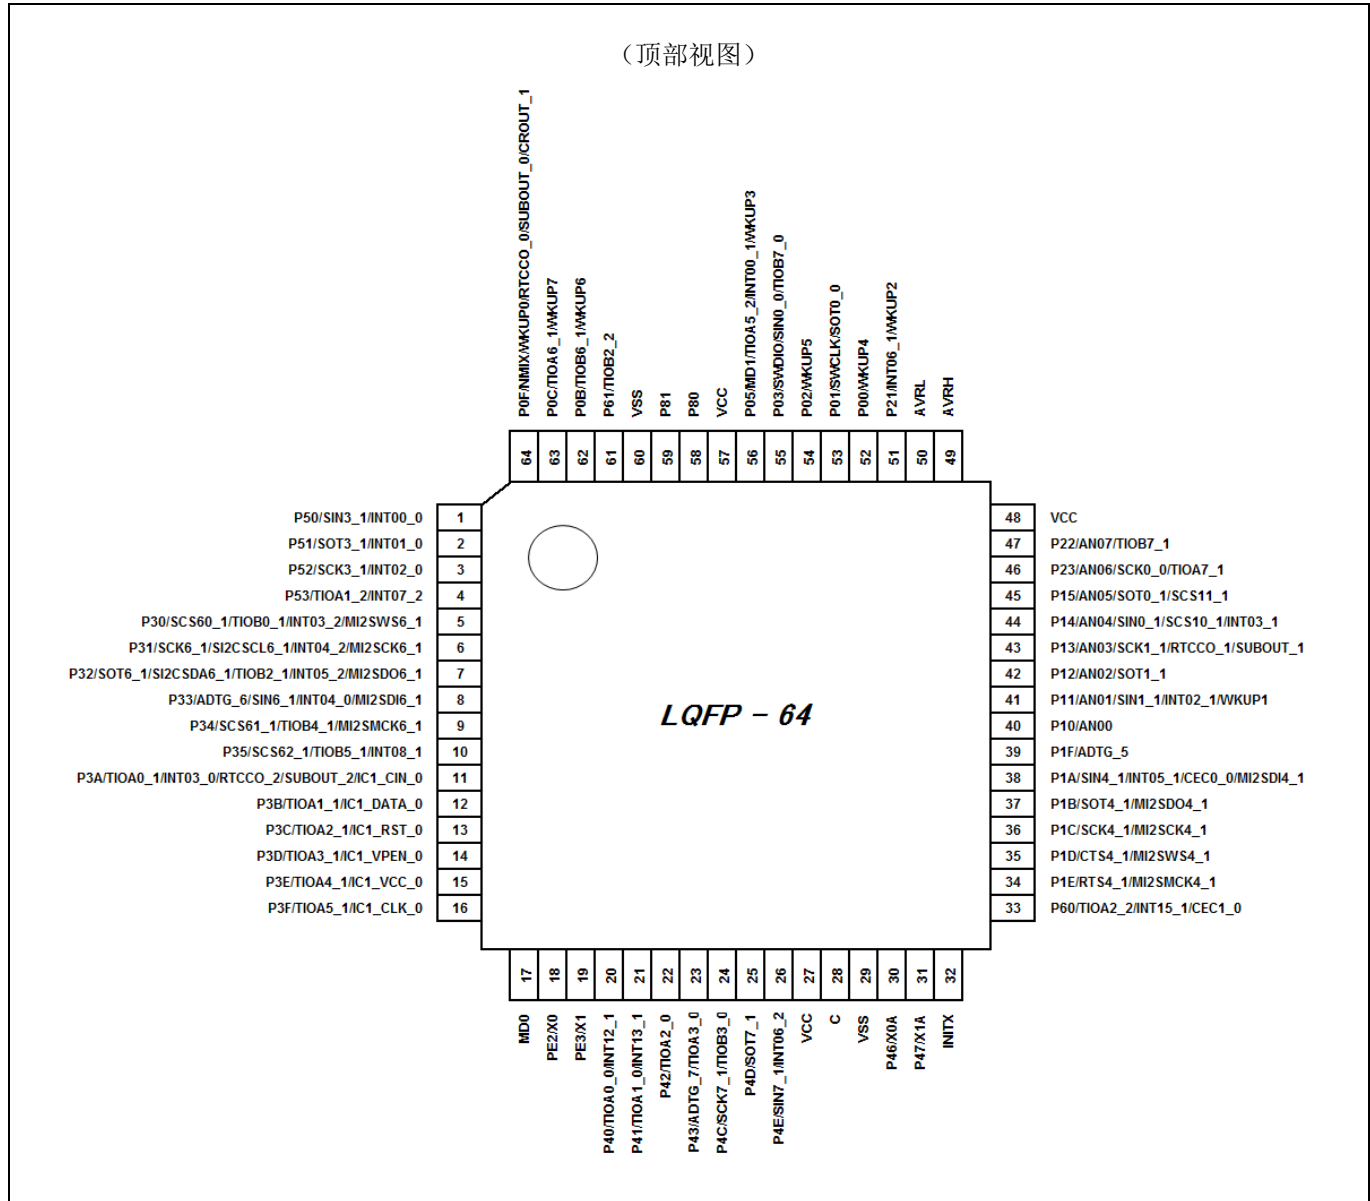 （顶部视图）
P0F/NMIX/WKUP0/RTCCO_0/SUBOUT_0/CROUT_1
P0C/TIOA6_1/WKUP7
P0B/TIOB6_1/WKUP6
P61/TIOB2_2
VSS
P81
P80
VCC
P05/MD1/TIOA5_2/INT00_1/WKUP3
P03/SWDIO/SIN0_0/TIOB7_0
P02/WKUP5
P01/SWCLK/SOT0_0
P00/WKUP4
P21/INT06_1/WKUP2
AVRL
AVRH
64 63 62 61 60 59 58 57 56 55 54 53 52 51 50 49
P50/SIN3_1/INT00_0 1
P51/SOT3_1/INT01_0 2
P52/SCK3_1/INT02_0 3
P53/TIOA1_2/INT07_2 4
P30/SCS60_1/TIOB0_1/INT03_2/MI2SWS6_1 5
P31/SCK6_1/SI2CSCL6_1/INT04_2/MI2SCK6_1 6
P32/SOT6_1/SI2CSDA6_1/TIOB2_1/INT05_2/MI2SDO6_1 7
P33/ADTG_6/SIN6_1/INT04_0/MI2SDI6_1 8
P34/SCS61_1/TIOB4_1/MI2SMCK6_1 9
P35/SCS62_1/TIOB5_1/INT08_1 10
P3A/TIOA0_1/INT03_0/RTCCO_2/SUBOUT_2/IC1_CIN_0 11
P3B/TIOA1_1/IC1_DATA_0 12
P3C/TIOA2_1/IC1_RST_0 13
P3D/TIOA3_1/IC1_VPEN_0 14
P3E/TIOA4_1/IC1_VCC_0 15
P3F/TIOA5_1/IC1_CLK_0 16
LQFP - 64
48 VCC
47 P22/AN07/TIOB7_1
46 P23/AN06/SCK0_0/TIOA7_1
45 P15/AN05/SOT0_1/SCS11_1
44 P14/AN04/SIN0_1/SCS10_1/INT03_1
43 P13/AN03/SCK1_1/RTCCO_1/SUBOUT_1
42 P12/AN02/SOT1_1
41 P11/AN01/SIN1_1/INT02_1/WKUP1
40 P10/AN00
39 P1F/ADTG_5
38 P1A/SIN4_1/INT05_1/CEC0_0/MI2SDI4_1
37 P1B/SOT4_1/MI2SDO4_1
36 P1C/SCK4_1/MI2SCK4_1
35 P1D/CTS4_1/MI2SWS4_1
34 P1E/RTS4_1/MI2SMCK4_1
33 P60/TIOA2_2/INT15_1/CEC1_0
17 18 19 20 21 22 23 24 25 26 27 28 29 30 31 32
MD0
PE2/X0
PE3/X1
P40/TIOA0_0/INT12_1
P41/TIOA1_0/INT13_1
P42/TIOA2_0
P43/ADTG_7/TIOA3_0
P4C/SCK7_1/TIOB3_0
P4D/SOT7_1
P4E/SIN7_1/INT06_2
VCC
C
VSS
P46/X0A
P47/X1A
INITX